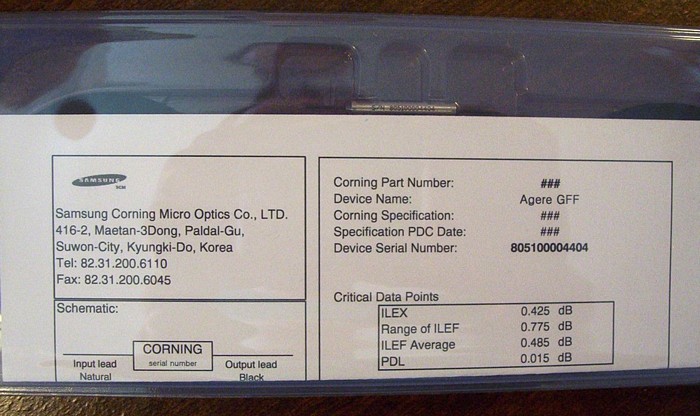 SAMSUNG
SCM
Samsung Corning Micro Optics Co., LTD.
416-2, Maetan-3Dong, Paldal-Gu,
Suwon-City, Kyungki-Do, Korea
Tel: 82.31.200.6110
Fax: 82.31.200.6045
Schematic:
CORNING
serial number
Input lead
Natural
Output lead
Black
Corning Part Number: ###
Device Name: Agere GFF
Corning Specification: ###
Specification PDC Date: ###
Device Serial Number: 805100004404
Critical Data Points
ILEX 0.425 dB
Range of ILEF 0.775 dB
ILEF Average 0.485 dB
PDL 0.015 dB